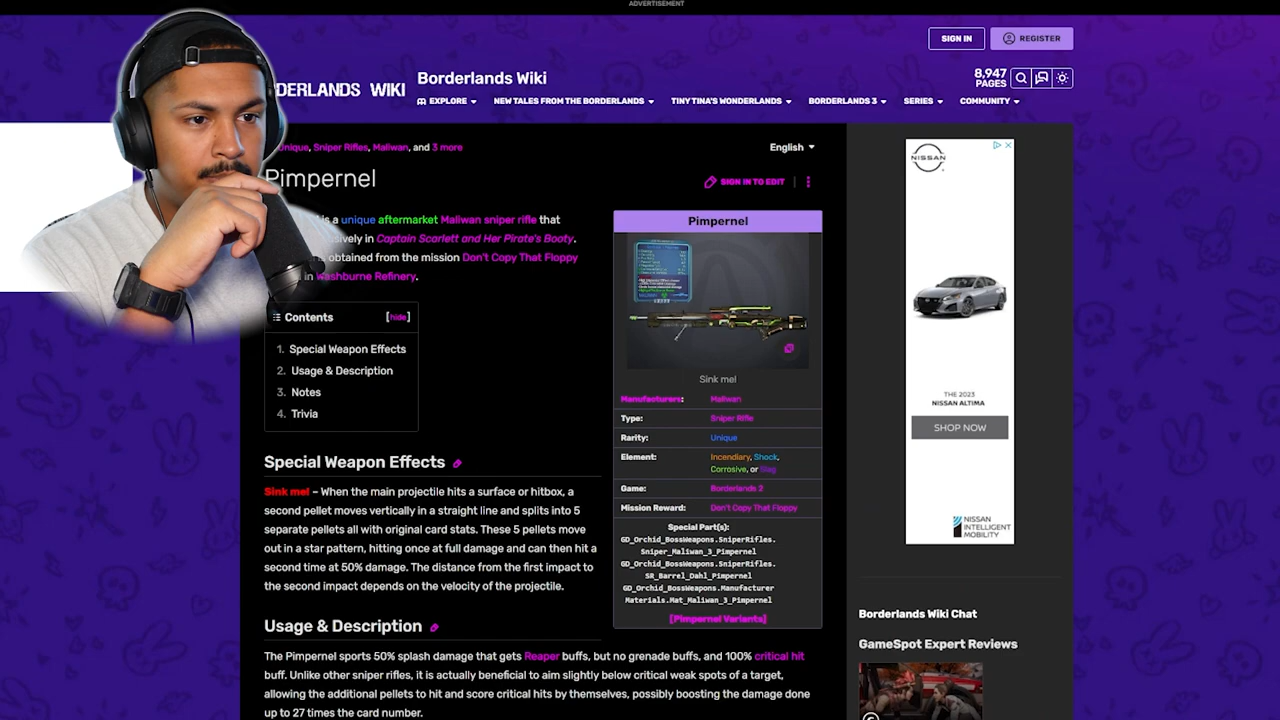 ADVERTISEMENT
SIGN IN
REGISTER
DERLANDS WIKI
Borderlands Wiki
8,947
PAGES
EXPLORE
NEW TALES FROM THE BORDERLANDS
TINY TINA'S WONDERLANDS
BORDERLANDS 3
SERIES
COMMUNITY
Unique, Sniper Rifles, Maliwan, and 3 more
English
Pimpernel
SIGN IN TO EDIT
is a unique aftermarket Maliwan sniper rifle that
sively in Captain Scarlett and Her Pirate's Booty.
s obtained from the mission Don't Copy That Floppy
in Washburne Refinery.
Contents
[hide]
1. Special Weapon Effects
2. Usage & Description
3. Notes
4. Trivia
Special Weapon Effects
Sink me! – When the main projectile hits a surface or hitbox, a
second pellet moves vertically in a straight line and splits into 5
separate pellets all with original card stats. These 5 pellets move
out in a star pattern, hitting once at full damage and can then hit a
second time at 50% damage. The distance from the first impact to
the second impact depends on the velocity of the projectile.
Usage & Description
The Pimpernel sports 50% splash damage that gets Reaper buffs, but no grenade buffs, and 100% critical hit
buff. Unlike other sniper rifles, it is actually beneficial to aim slightly below critical weak spots of a target,
allowing the additional pellets to hit and score critical hits by themselves, possibly boosting the damage done
up to 27 times the card number.
Pimpernel
Sink me!
Manufacturers: Maliwan
Type: Sniper Rifle
Rarity: Unique
Element: Incendiary, Shock,
Corrosive, or Slag
Game: Borderlands 2
Mission Reward: Don't Copy That Floppy
Special Part(s):
GD_Orchid_BossWeapons.SniperRifles.
Sniper_Maliwan_3_Pimpernel
GD_Orchid_BossWeapons.SniperRifles.
SR_Barrel_Dahl_Pimpernel
GD_Orchid_BossWeapons.Manufacturer
Materials.Mat_Maliwan_3_Pimpernel
[Pimpernel Variants]
NISSAN
THE 2023
NISSAN ALTIMA
SHOP NOW
NISSAN
INTELLIGENT
MOBILITY
Borderlands Wiki Chat
GameSpot Expert Reviews